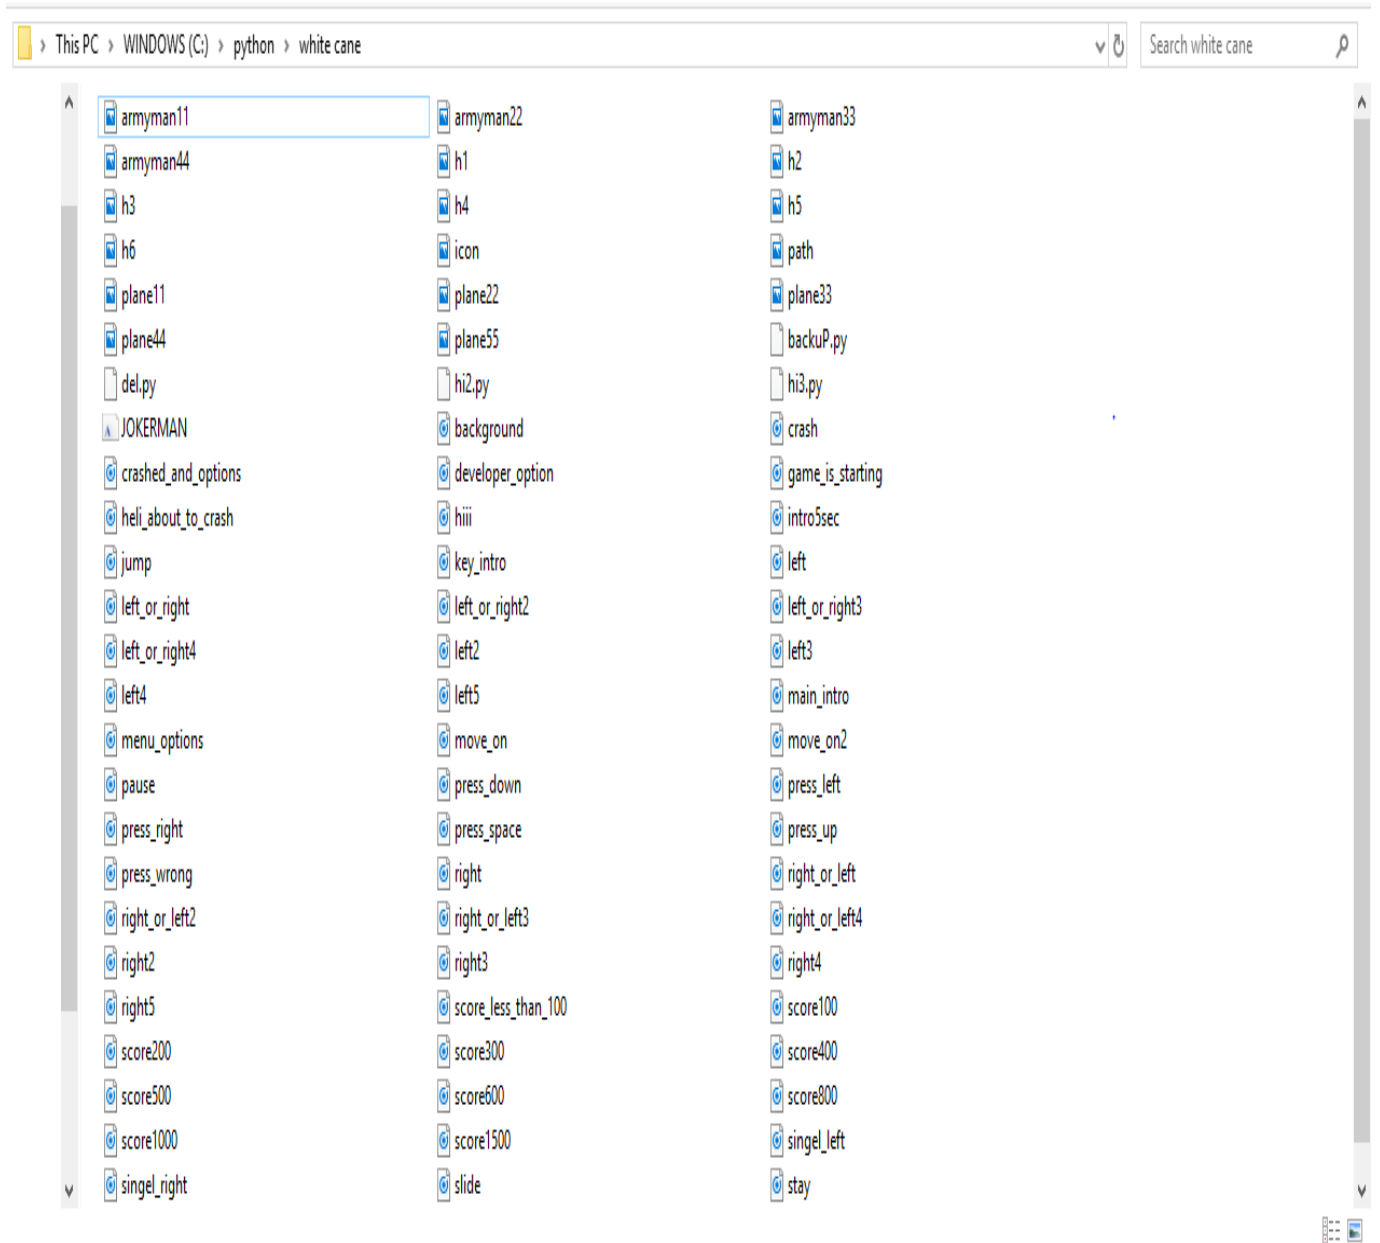 This PC > WINDOWS (C:) > python > white cane Search white cane
armyman11 armyman22 armyman33
armyman44 h1 h2
h3 h4 h5
h6 icon path
plane11 plane22 plane33
plane44 plane55 backuP.py
del.py hi2.py hi3.py
JOKERMAN background crash
crashed_and_options developer_option game_is_starting
heli_about_to_crash hiii intro5sec
jump key_intro left
left_or_right left_or_right2 left_or_right3
left_or_right4 left2 left3
left4 left5 main_intro
menu_options move_on move_on2
pause press_down press_left
press_right press_space press_up
press_wrong right right_or_left
right_or_left2 right_or_left3 right_or_left4
right2 right3 right4
right5 score_less_than_100 score100
score200 score300 score400
score500 score600 score800
score1000 score1500 singel_left
singel_right slide stay